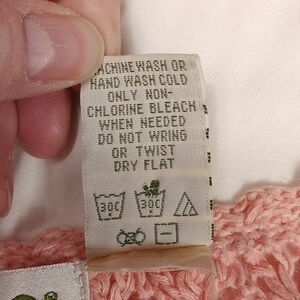 MACHINE WASH OR
HAND WASH COLD
ONLY NON-
CHLORINE BLEACH
WHEN NEEDED
DO NOT WRING
OR TWIST
DRY FLAT
30C 30C